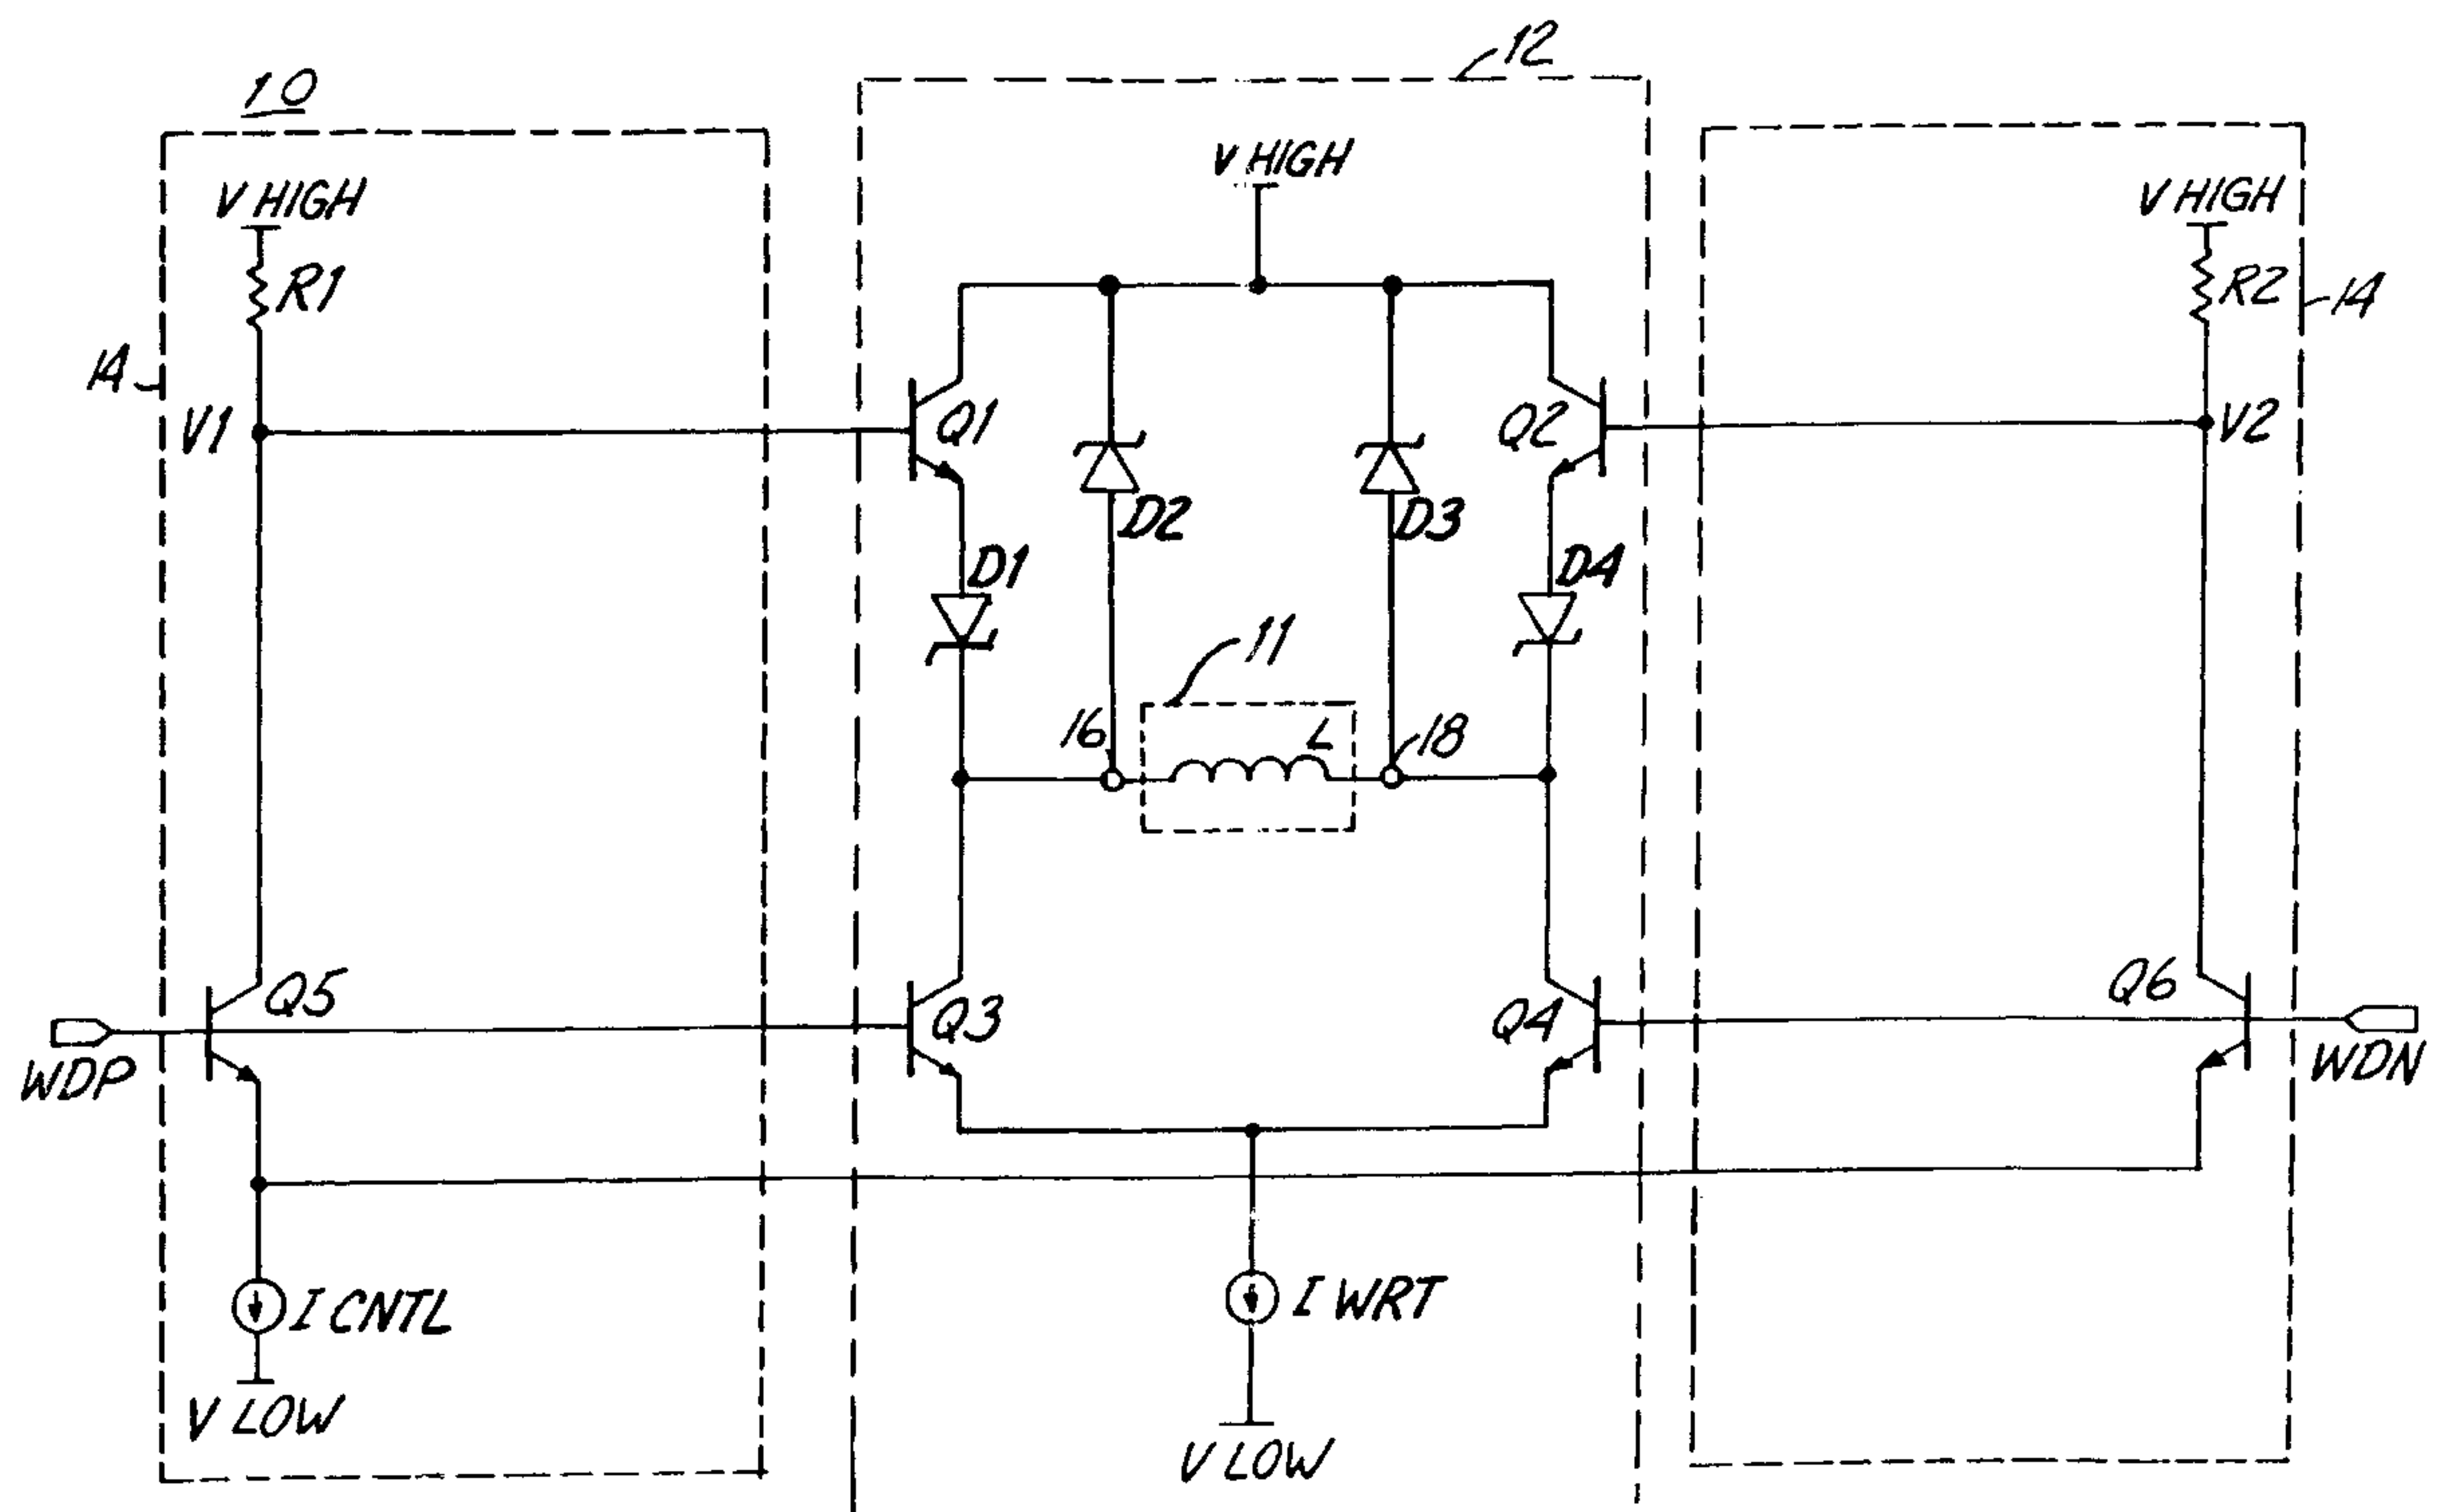 12
10
V HIGH
V HIGH
V HIGH
R1
R2
14
14
V1
Q1
Q2
V2
D2
D3
D1
D4
11
16
L
18
Q5
Q3
Q4
Q6
WDP
WDN
I CNTL
I WRT
V LOW
V LOW